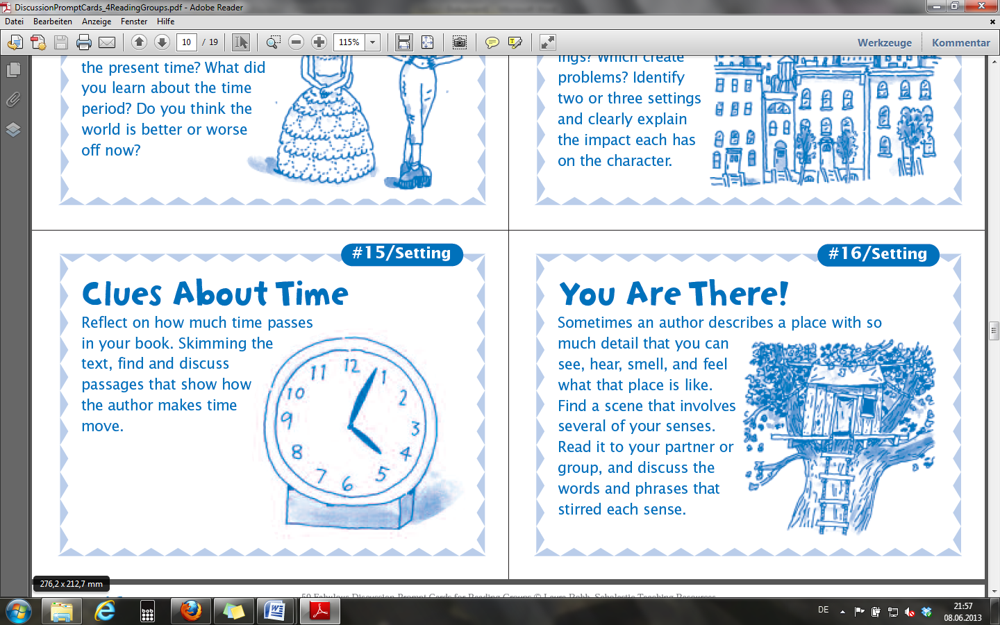 DiscussionPromptCards_4ReadingGroups.pdf - Adobe Reader
Datei Bearbeiten Anzeige Fenster Hilfe
10 / 19 115% Werkzeuge Kommentar
the present time? What did
you learn about the time
period? Do you think the
world is better or worse
off now?
ings? Which create
problems? Identify
two or three settings
and clearly explain
the impact each has
on the character.
#15/Setting
Clues About Time
Reflect on how much time passes
in your book. Skimming the
text, find and discuss
passages that show how
the author makes time
move.
12
11
1
10
2
9
3
8
4
7
5
6
#16/Setting
You Are There!
Sometimes an author describes a place with so
much detail that you can
see, hear, smell, and feel
what that place is like.
Find a scene that involves
several of your senses.
Read it to your partner or
group, and discuss the
words and phrases that
stirred each sense.
276,2 x 212,7 mm
50 Fabulous Discussion Prompt Cards for Reading Groups © Laura Robb, Scholastic Teaching Resources
bob
DE
21:57
08.06.2013